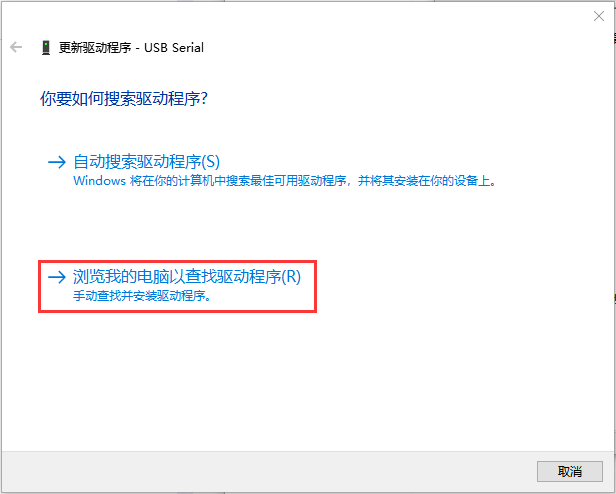 更新驱动程序 - USB Serial
你要如何搜索驱动程序?
自动搜索驱动程序(S)
Windows 将在你的计算机中搜索最佳可用驱动程序，并将其安装在你的设备上。
浏览我的电脑以查找驱动程序(R)
手动查找并安装驱动程序。
取消